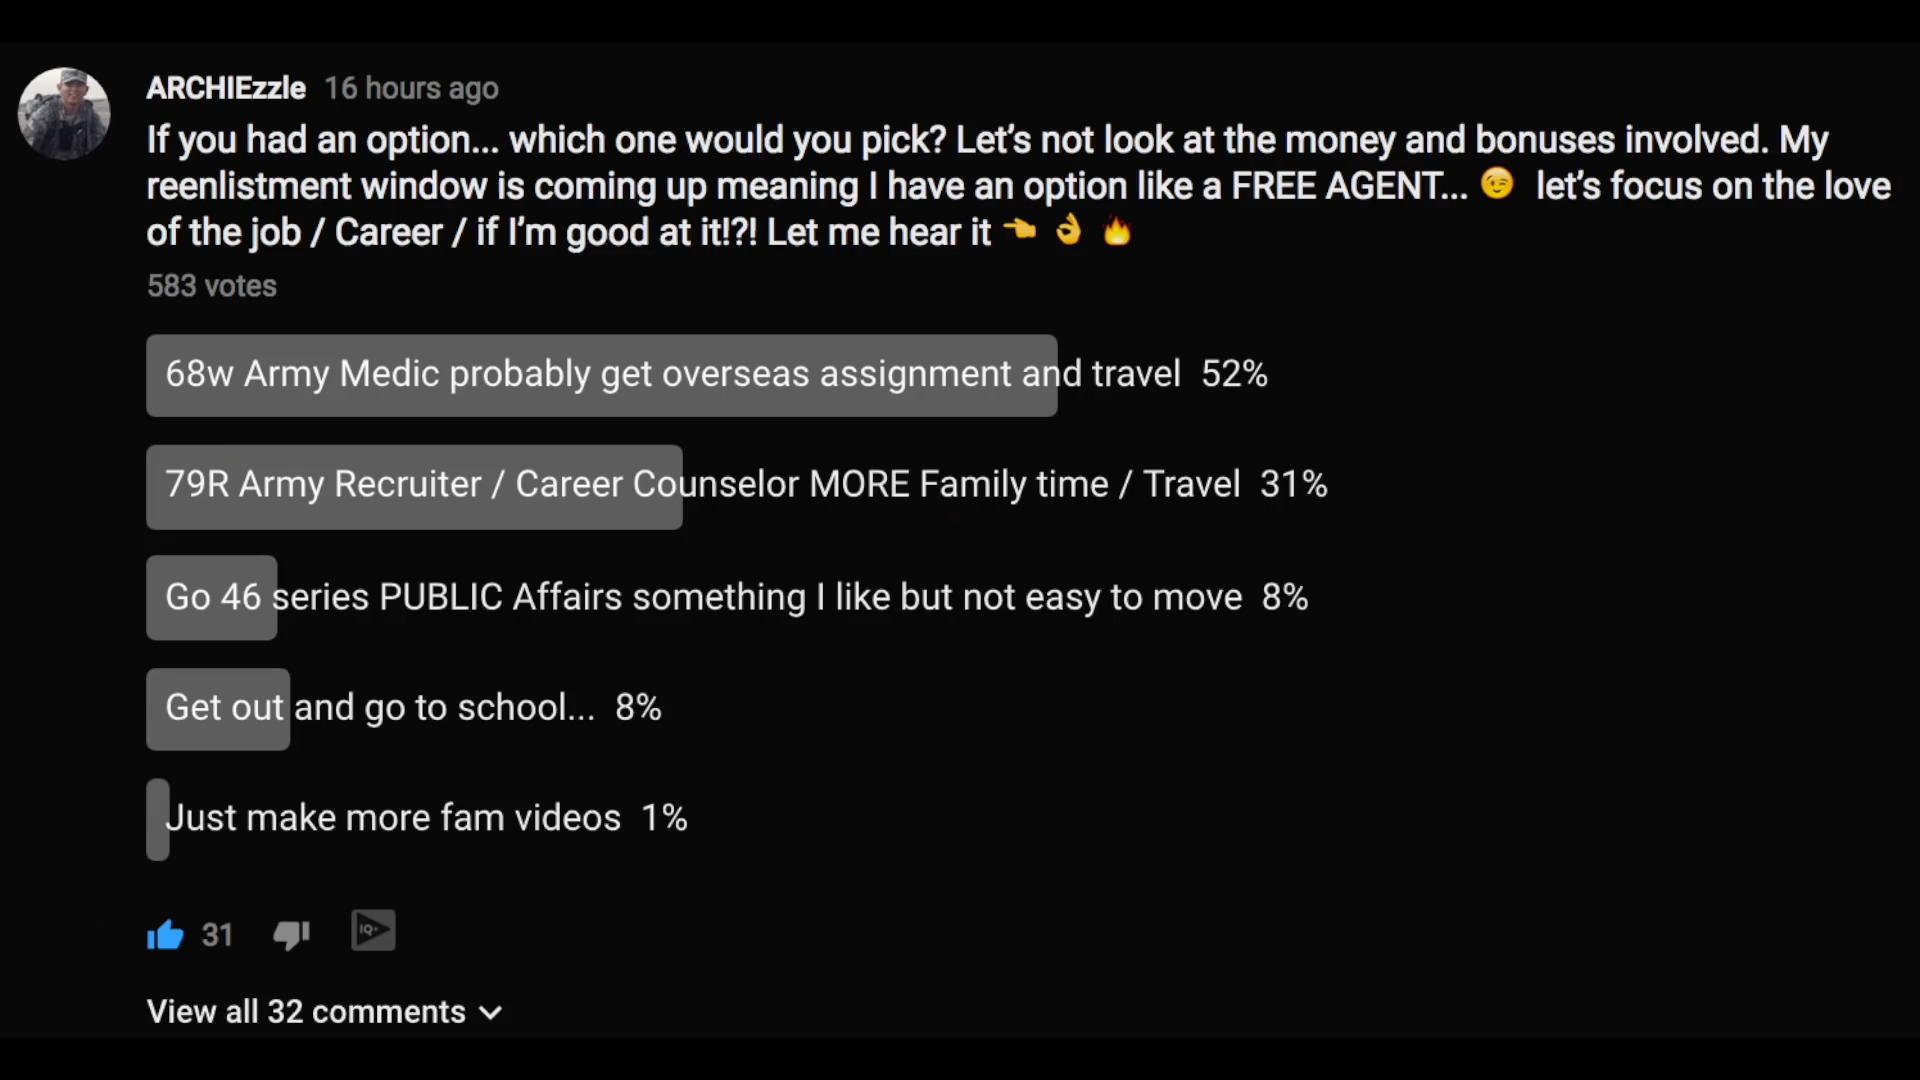 ARCHIEzzle 16 hours ago
If you had an option... which one would you pick? Let’s not look at the money and bonuses involved. My
reenlistment window is coming up meaning I have an option like a FREE AGENT... 😉 let’s focus on the love
of the job / Career / if I’m good at it!?! Let me hear it 👈 👌 🔥
583 votes
68w Army Medic probably get overseas assignment and travel 52%
79R Army Recruiter / Career Counselor MORE Family time / Travel 31%
Go 46 series PUBLIC Affairs something I like but not easy to move 8%
Get out and go to school... 8%
Just make more fam videos 1%
31
IQ+
View all 32 comments